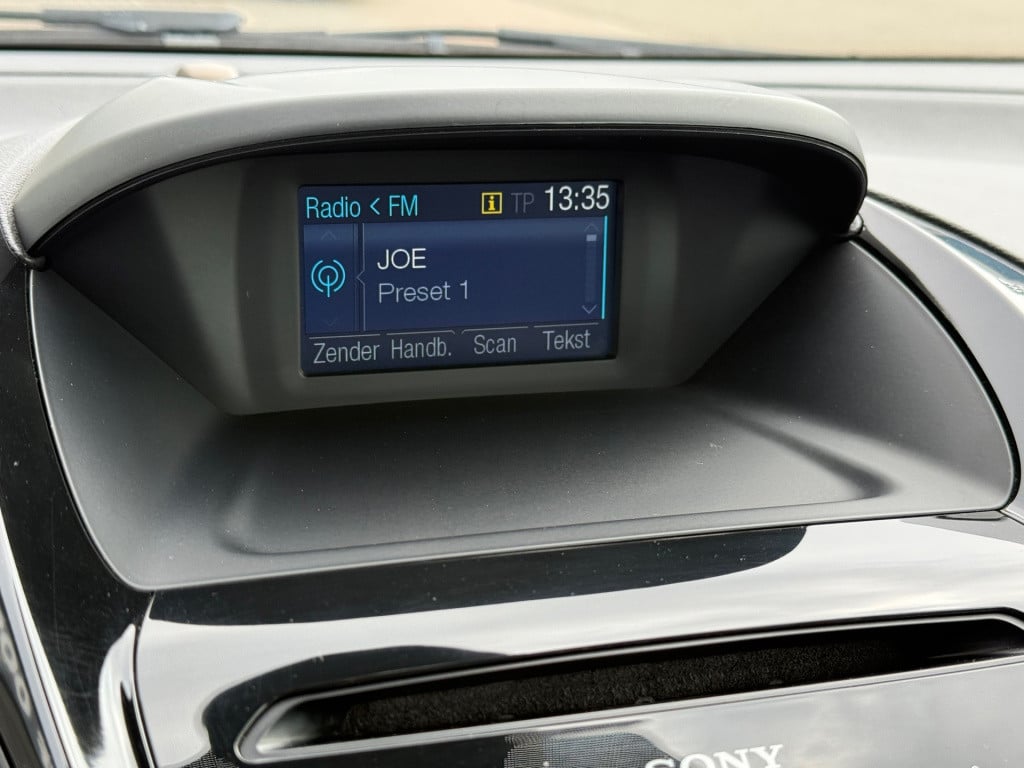 Radio < FM i TP 13:35
JOE
Preset 1
Zender Handb. Scan Tekst
SONY